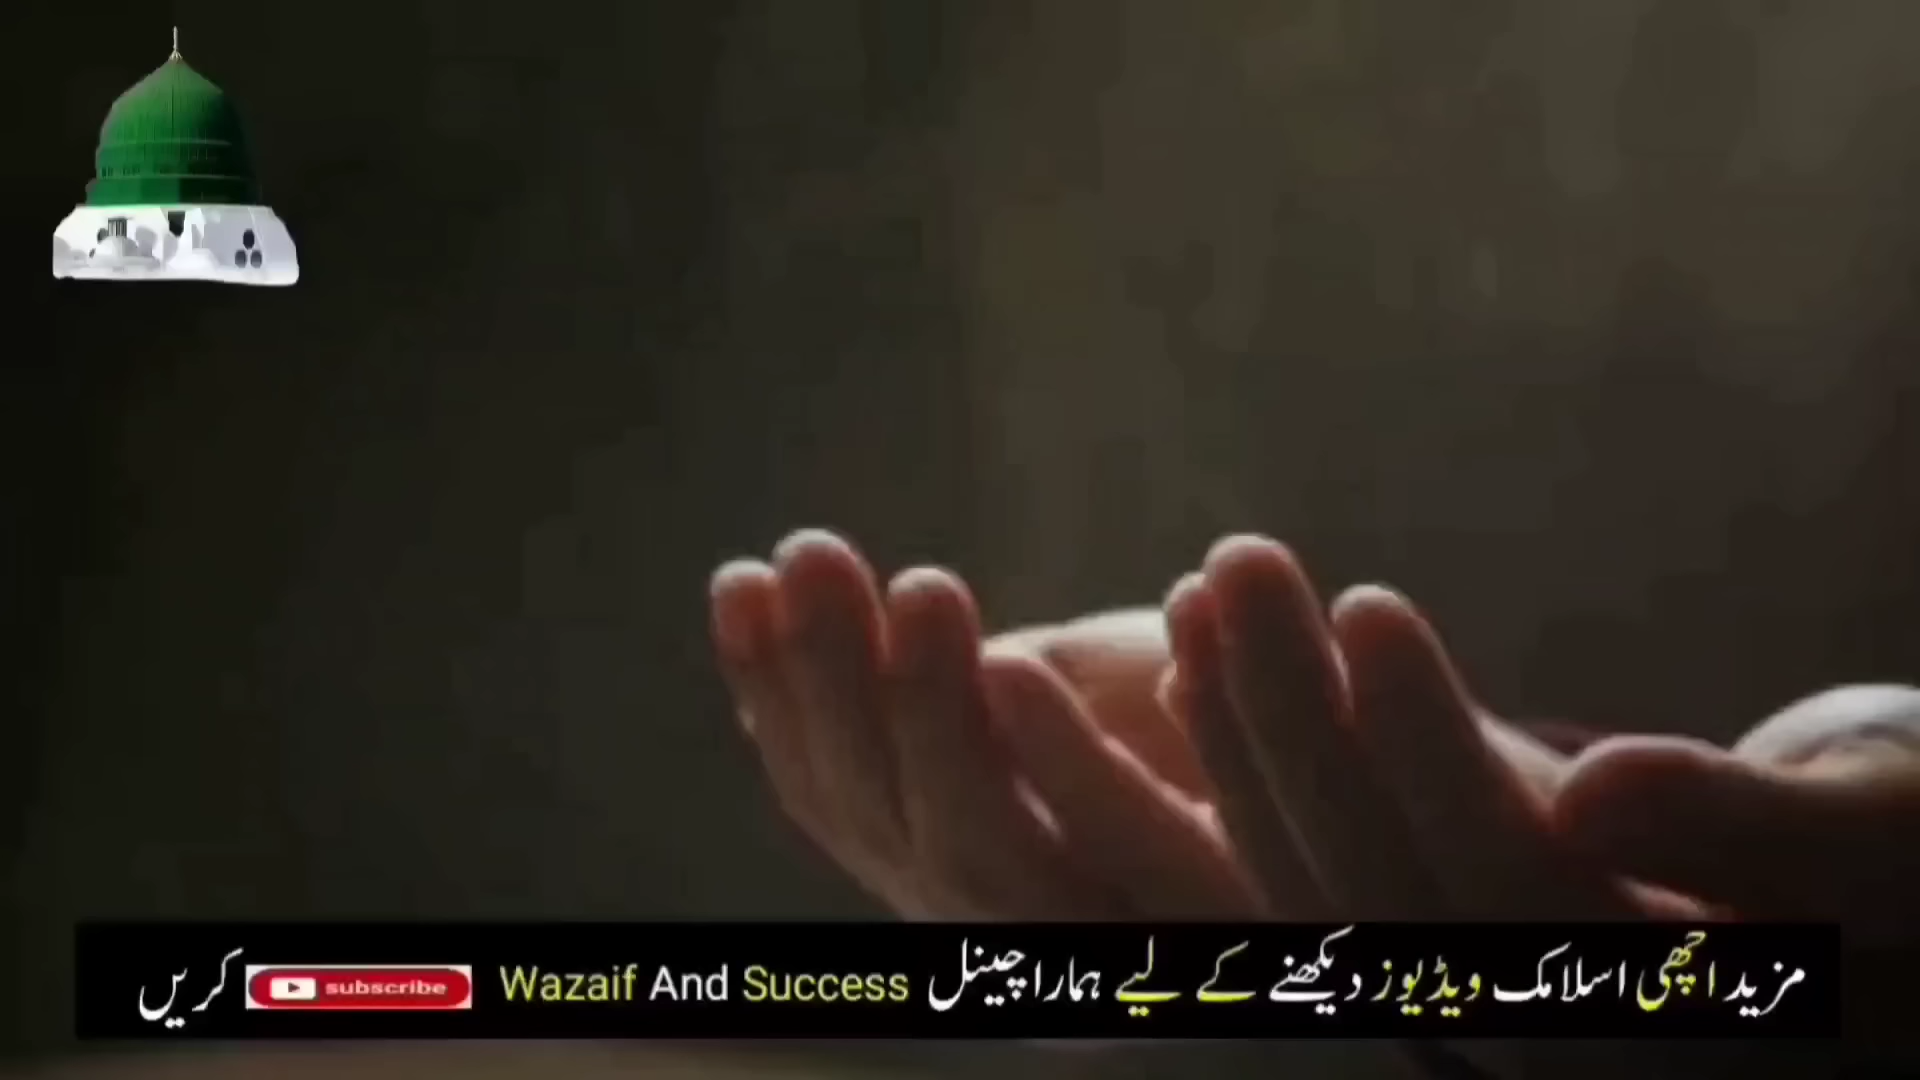 مزید اچھی اسلامک ویڈیوز دیکھنے کے لیے ہمارا چینل Wazaif And Success subscribe کریں